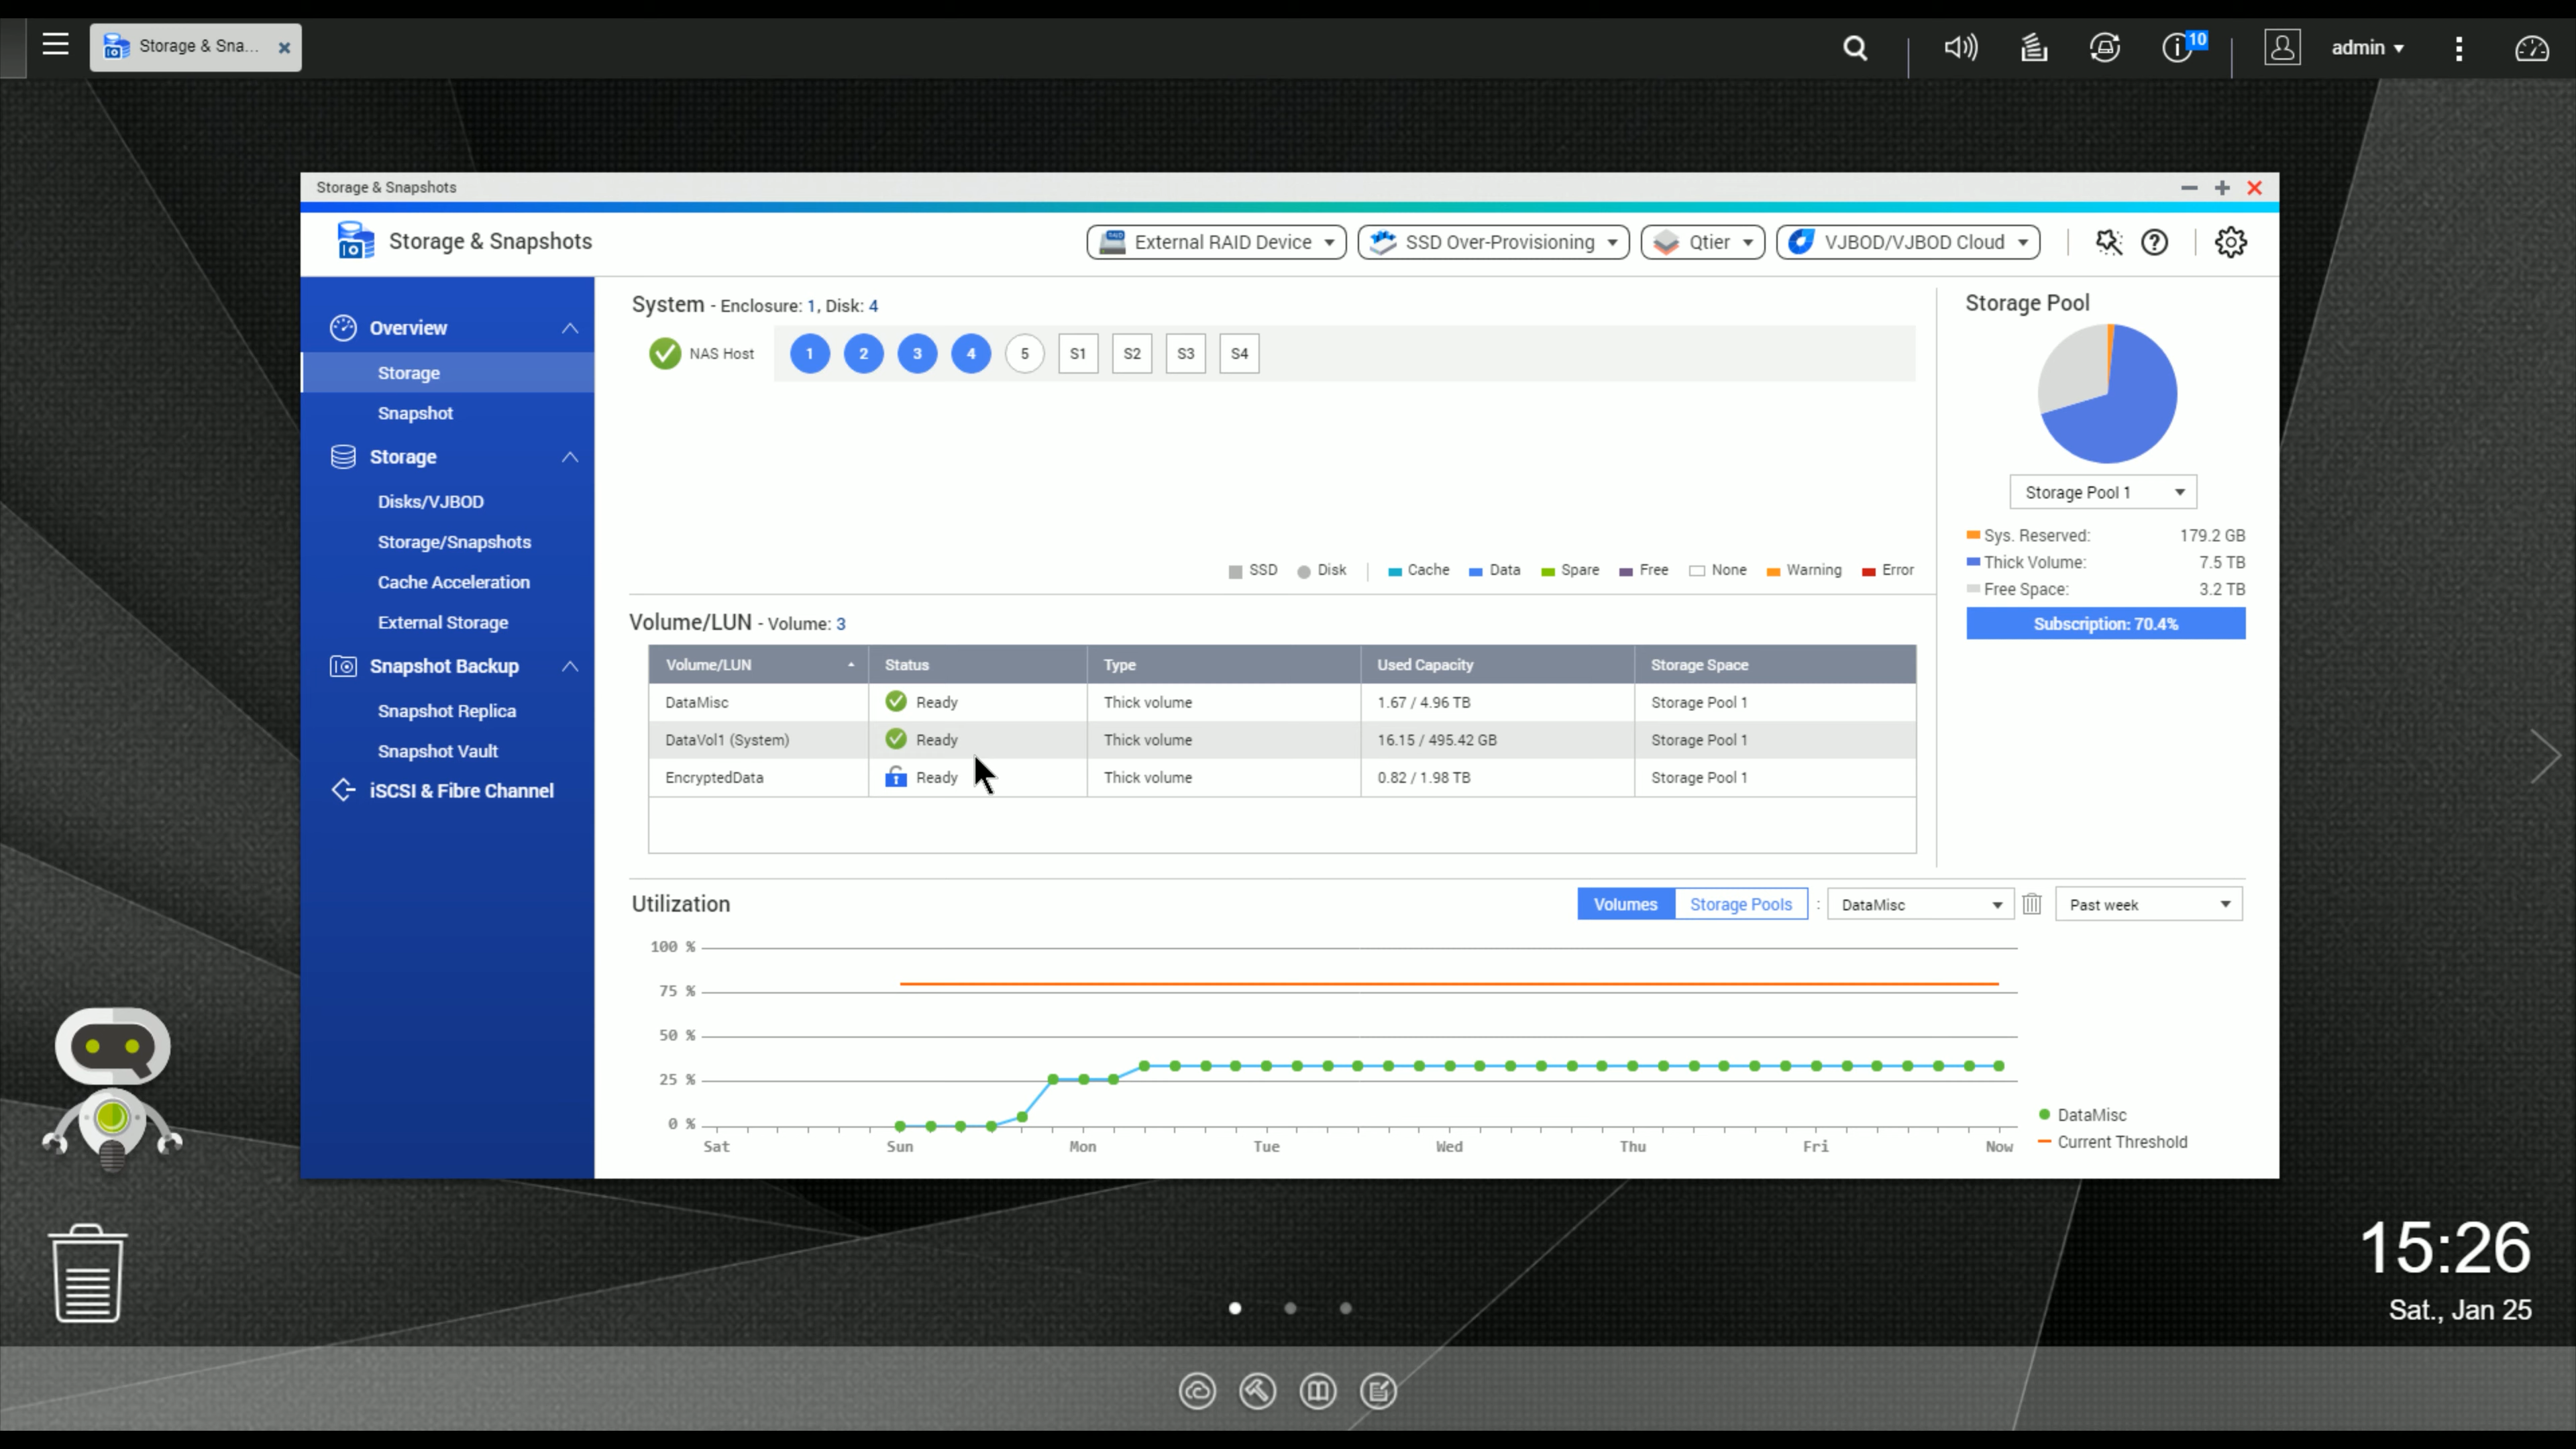 Storage & Sna...
10
admin
Storage & Snapshots
Storage & Snapshots
External RAID Device
SSD Over-Provisioning
Qtier
VJBOD/VJBOD Cloud
Overview
Storage
Snapshot
Storage
Disks/VJBOD
Storage/Snapshots
Cache Acceleration
External Storage
Snapshot Backup
Snapshot Replica
Snapshot Vault
iSCSI & Fibre Channel
System - Enclosure: 1, Disk: 4
NAS Host 1 2 3 4 5 S1 S2 S3 S4
SSD Disk Cache Data Spare Free None Warning Error
Storage Pool
Storage Pool 1
Sys. Reserved: 179.2 GB
Thick Volume: 7.5 TB
Free Space: 3.2 TB
Subscription: 70.4%
Volume/LUN - Volume: 3
Volume/LUN Status Type Used Capacity Storage Space
DataMisc Ready Thick volume 1.67 / 4.96 TB Storage Pool 1
DataVol1 (System) Ready Thick volume 16.15 / 495.42 GB Storage Pool 1
EncryptedData Ready Thick volume 0.82 / 1.98 TB Storage Pool 1
Utilization
Volumes Storage Pools : DataMisc Past week
100 %
75 %
50 %
25 %
0 %
Sat Sun Mon Tue Wed Thu Fri Now
DataMisc
Current Threshold
15:26
Sat., Jan 25